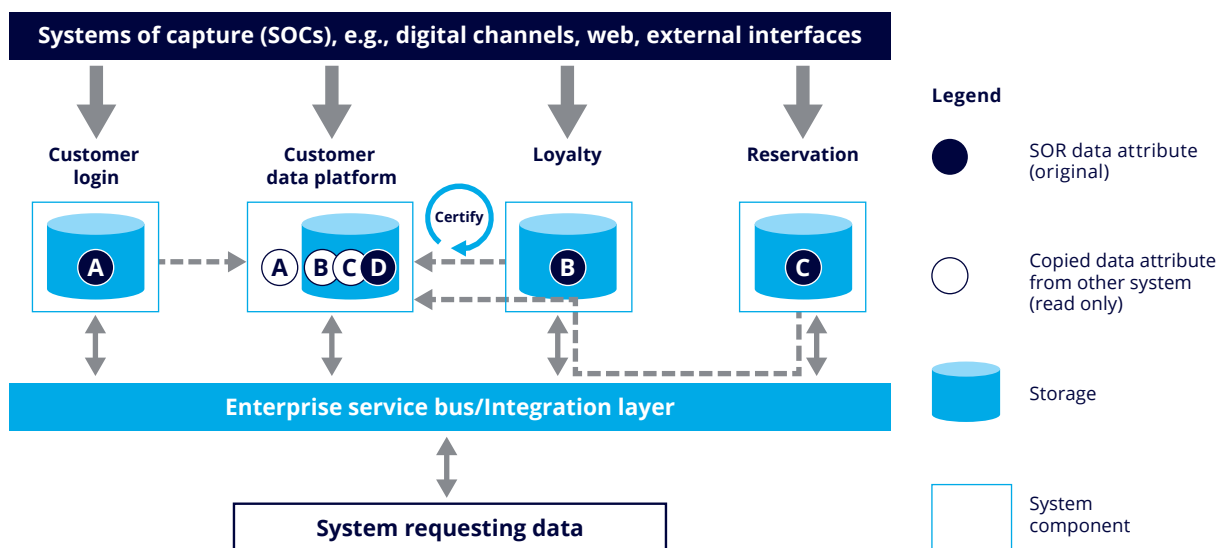 Systems of capture (SOCs), e.g., digital channels, web, external interfaces
Customer
login
Customer
data platform
Loyalty
Reservation
Certify
A
A
B
C
D
B
C
Enterprise service bus/Integration layer
System requesting data
Legend
SOR data attribute
(original)
Copied data attribute
from other system
(read only)
Storage
System
component